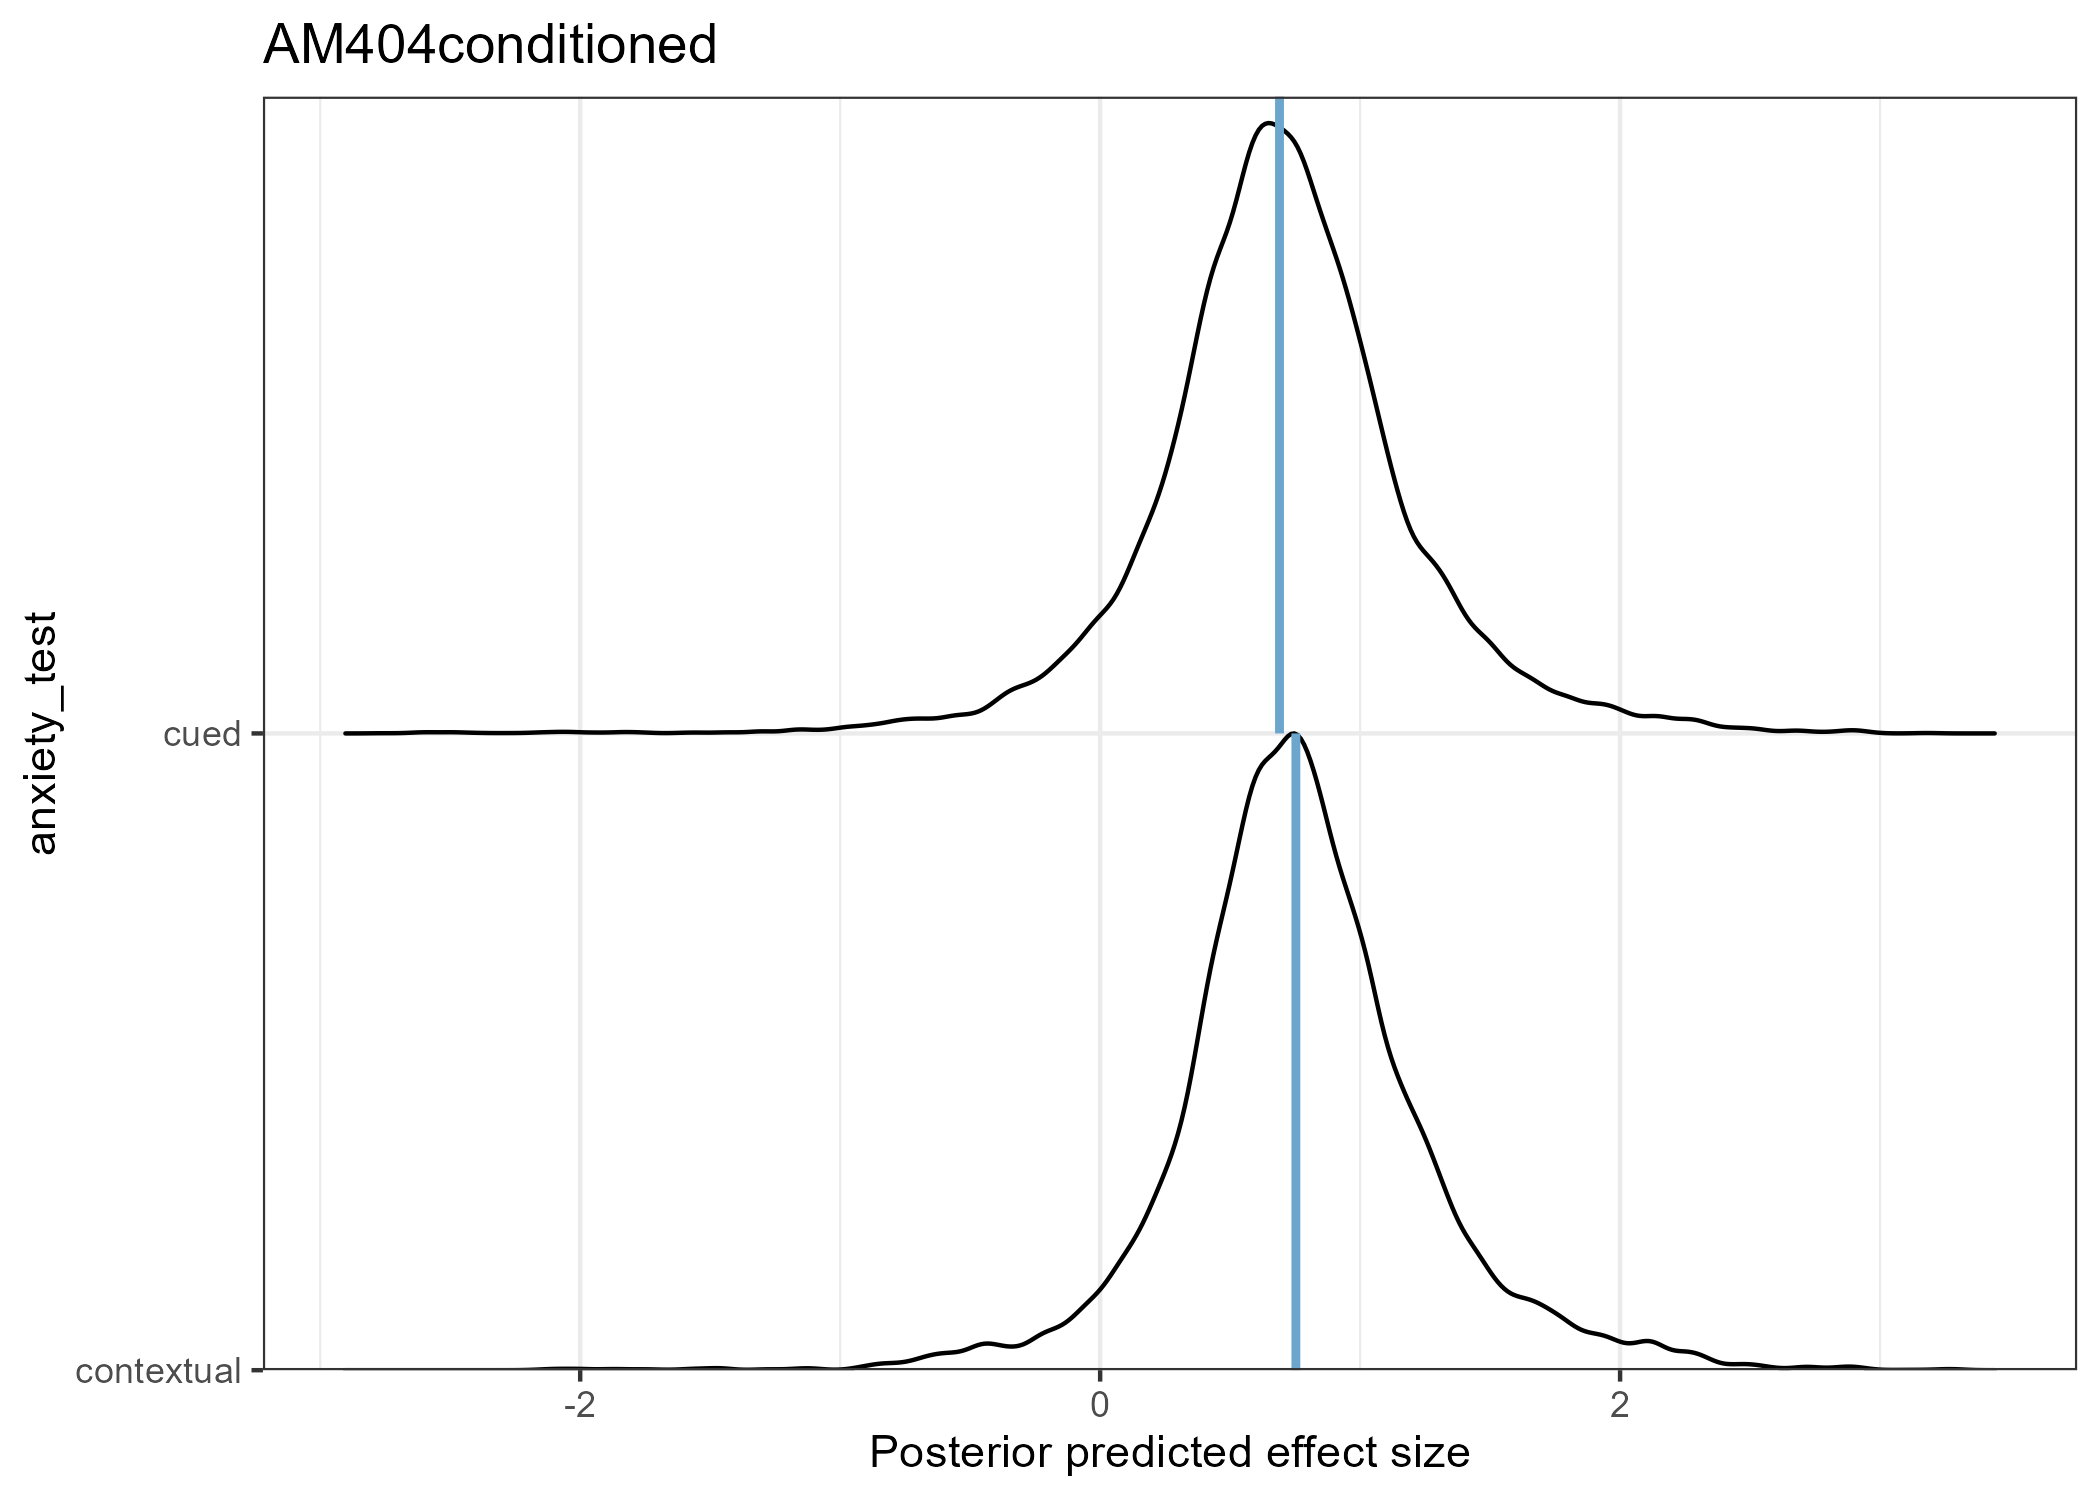 AM404conditioned
anxiety_test
cued
contextual
-2 0 2
Posterior predicted effect size